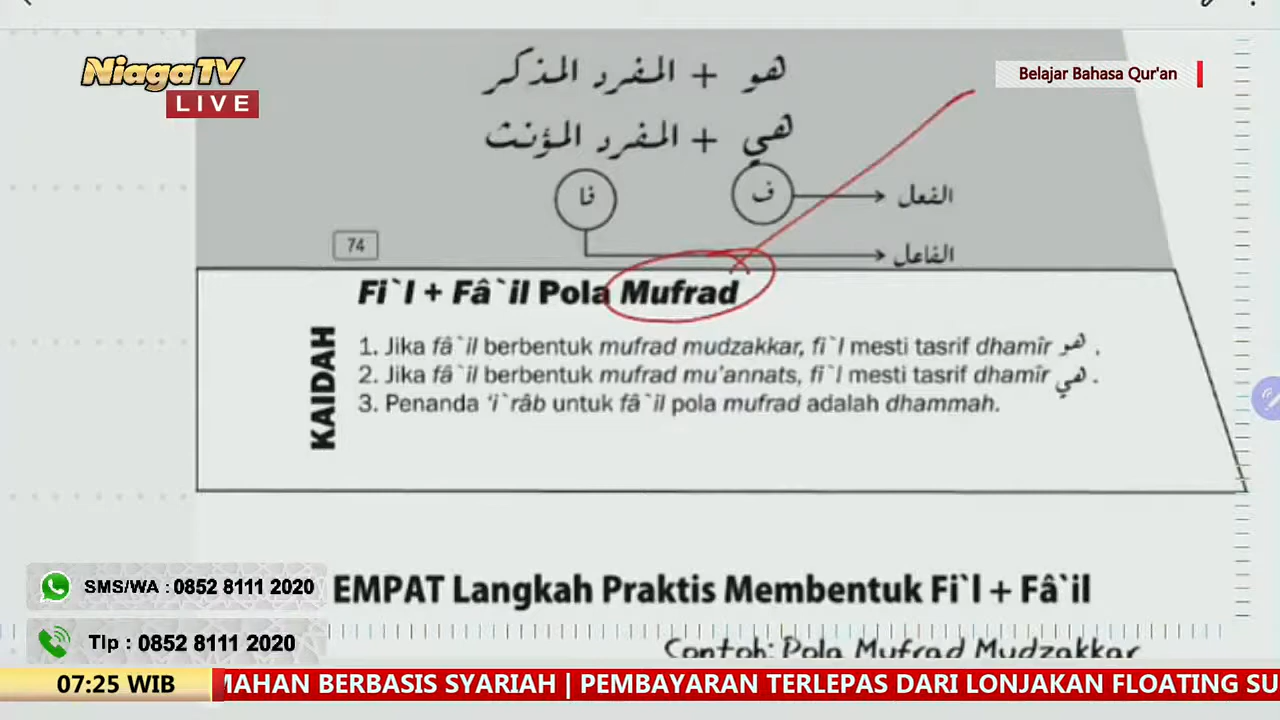 NiagaTV
LIVE
Belajar Bahasa Qur'an
هو + المفرد المذكر
هي + المفرد المؤنث
فا
ف
الفعل
74
الفاعل
Fi`l + Fâ`il Pola Mufrad
KAIDAH
1. Jika fâ`il berbentuk mufrad mudzakkar, fi`l mesti tasrif dhamîr هو .
2. Jika fâ`il berbentuk mufrad mu'annats, fi`l mesti tasrif dhamîr هي .
3. Penanda 'i`râb untuk fâ`il pola mufrad adalah dhammah.
EMPAT Langkah Praktis Membentuk Fi`l + Fâ`il
Contoh: Pola Mufrad Mudzakkar
SMS/WA : 0852 8111 2020
Tlp : 0852 8111 2020
07:25 WIB
MAHAN BERBASIS SYARIAH | PEMBAYARAN TERLEPAS DARI LONJAKAN FLOATING SU